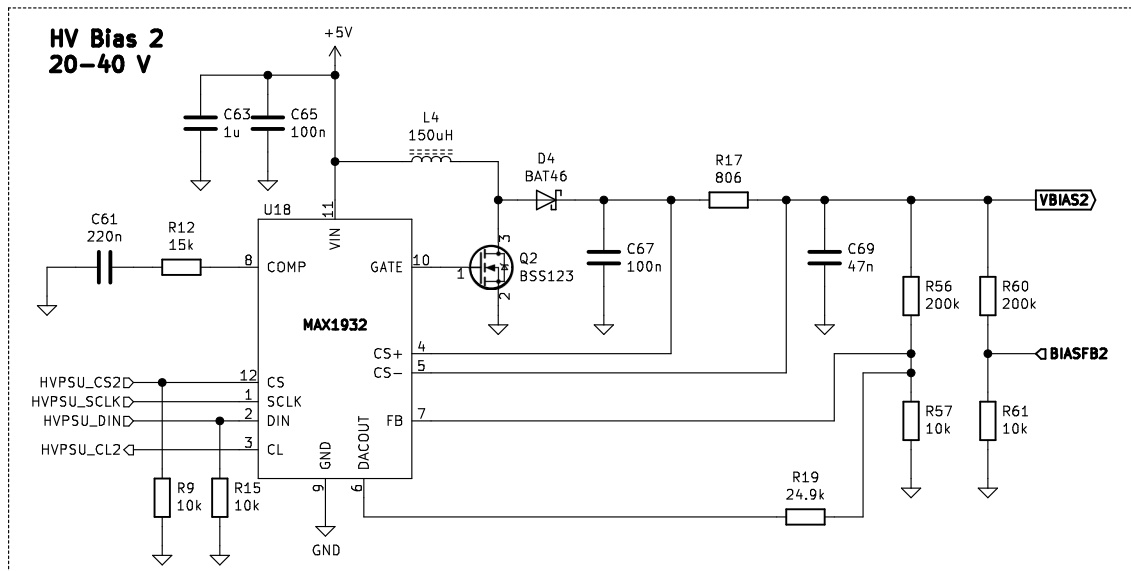 HV Bias 2
20-40 V
+5V
C63
1u
C65
100n
L4
150uH
D4
BAT46
R17
806
VBIAS2
C61
220n
R12
15k
U18
11
VIN
8
COMP
GATE
10
1
3
2
Q2
BSS123
C67
100n
C69
47n
R56
200k
R60
200k
MAX1932
CS+
4
CS-
5
BIASFB2
HVPSU_CS2
12
CS
HVPSU_SCLK
1
SCLK
HVPSU_DIN
2
DIN
FB
7
HVPSU_CL2
3
CL
GND
9
DACOUT
6
R57
10k
R61
10k
R9
10k
R15
10k
R19
24.9k
GND